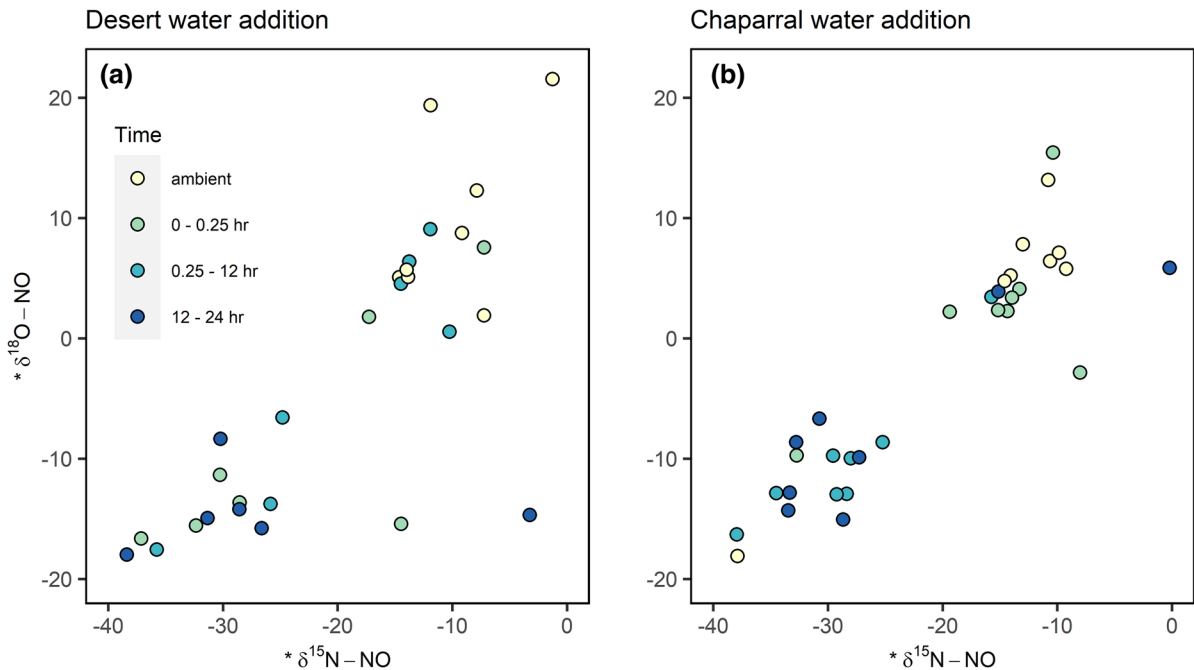 Desert water addition
Chaparral water addition
(a)
(b)
Time
ambient
0 - 0.25 hr
0.25 - 12 hr
12 - 24 hr
20
10
0
-10
-20
-40
-30
-20
-10
0
20
10
0
-10
-20
-40
-30
-20
-10
0
* δ¹⁸O – NO
* δ¹⁵N – NO
* δ¹⁵N – NO